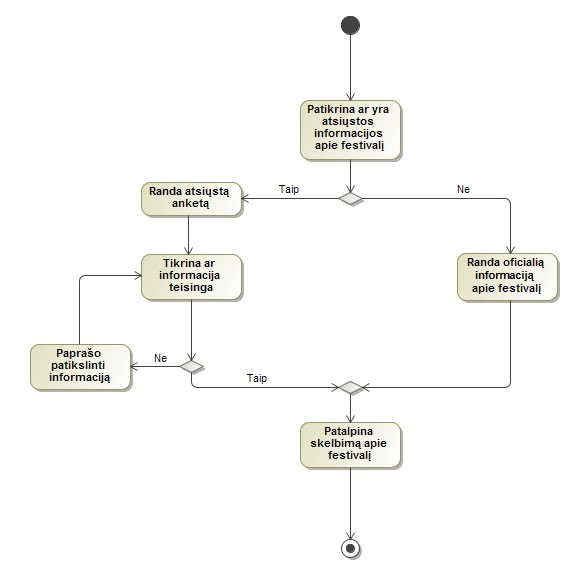 Patikrina ar yra
atsiųstos
informacijos
apie festivalį
Taip
Ne
Randa atsiųstą
anketą
Tikrina ar
informacija
teisinga
Randa oficialią
informaciją
apie festivalį
Paprašo
patikslinti
informaciją
Ne
Taip
Patalpina
skelbimą apie
festivalį